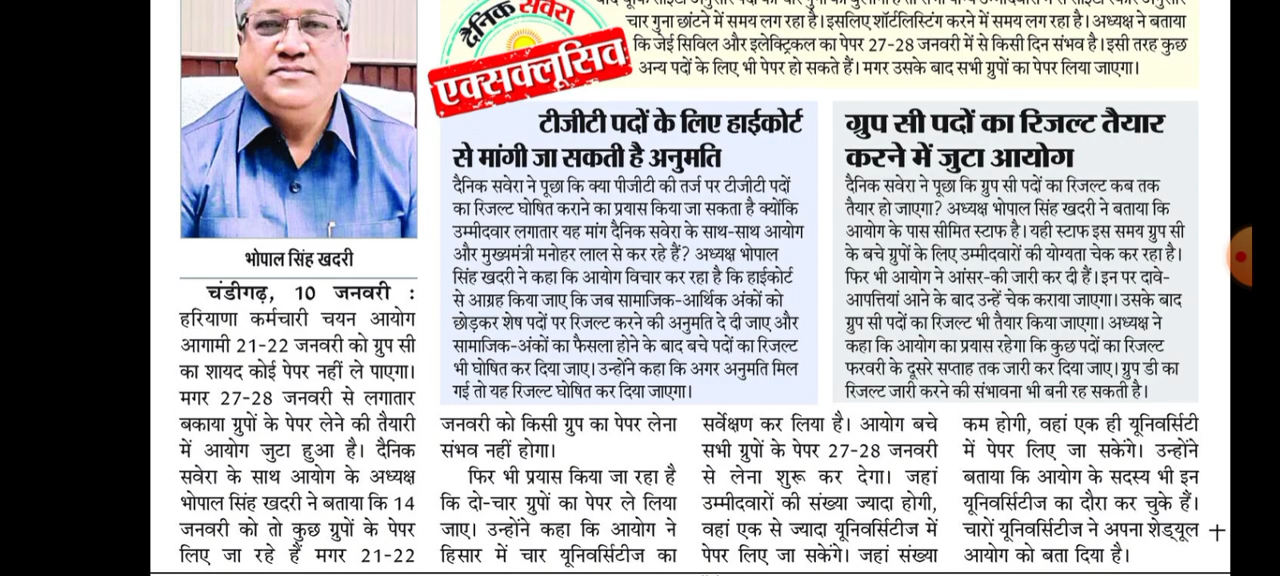 चार गुना छांटने में समय लग रहा है। इसलिए शॉर्टलिस्टिंग करने में समय लग रहा है। अध्यक्ष ने बताया
कि जेई सिविल और इलेक्ट्रिकल का पेपर 27-28 जनवरी में से किसी दिन संभव है। इसी तरह कुछ
अन्य पदों के लिए भी पेपर हो सकते हैं। मगर उसके बाद सभी ग्रुपों का पेपर लिया जाएगा।
दैनिक सवेरा
एक्सक्लूसिव
भोपाल सिंह खदरी
चंडीगढ़, 10 जनवरी :
हरियाणा कर्मचारी चयन आयोग
आगामी 21-22 जनवरी को ग्रुप सी
का शायद कोई पेपर नहीं ले पाएगा।
मगर 27-28 जनवरी से लगातार
बकाया ग्रुपों के पेपर लेने की तैयारी
में आयोग जुटा हुआ है। दैनिक
सवेरा के साथ आयोग के अध्यक्ष
भोपाल सिंह खदरी ने बताया कि 14
जनवरी को तो कुछ ग्रुपों के पेपर
लिए जा रहे हैं मगर 21-22
टीजीटी पदों के लिए हाईकोर्ट
से मांगी जा सकती है अनुमति
दैनिक सवेरा ने पूछा कि क्या पीजीटी की तर्ज पर टीजीटी पदों
का रिजल्ट घोषित कराने का प्रयास किया जा सकता है क्योंकि
उम्मीदवार लगातार यह मांग दैनिक सवेरा के साथ-साथ आयोग
और मुख्यमंत्री मनोहर लाल से कर रहे हैं? अध्यक्ष भोपाल
सिंह खदरी ने कहा कि आयोग विचार कर रहा है कि हाईकोर्ट
से आग्रह किया जाए कि जब सामाजिक-आर्थिक अंकों को
छोड़कर शेष पदों पर रिजल्ट करने की अनुमति दे दी जाए और
सामाजिक-अंकों का फैसला होने के बाद बचे पदों का रिजल्ट
भी घोषित कर दिया जाए। उन्होंने कहा कि अगर अनुमति मिल
गई तो यह रिजल्ट घोषित कर दिया जाएगा।
ग्रुप सी पदों का रिजल्ट तैयार
करने में जुटा आयोग
दैनिक सवेरा ने पूछा कि ग्रुप सी पदों का रिजल्ट कब तक
तैयार हो जाएगा? अध्यक्ष भोपाल सिंह खदरी ने बताया कि
आयोग के पास सीमित स्टाफ है। यही स्टाफ इस समय ग्रुप सी
के बचे ग्रुपों के लिए उम्मीदवारों की योग्यता चेक कर रहा है।
फिर भी आयोग ने आंसर-की जारी कर दी हैं। इन पर दावे-
आपत्तियां आने के बाद उन्हें चेक कराया जाएगा। उसके बाद
ग्रुप सी पदों का रिजल्ट भी तैयार किया जाएगा। अध्यक्ष ने
कहा कि आयोग का प्रयास रहेगा कि कुछ पदों का रिजल्ट
फरवरी के दूसरे सप्ताह तक जारी कर दिया जाए। ग्रुप डी का
रिजल्ट जारी करने की संभावना भी बनी रह सकती है।
जनवरी को किसी ग्रुप का पेपर लेना
संभव नहीं होगा।
फिर भी प्रयास किया जा रहा है
कि दो-चार ग्रुपों का पेपर ले लिया
जाए। उन्होंने कहा कि आयोग ने
हिसार में चार यूनिवर्सिटीज का
सर्वेक्षण कर लिया है। आयोग बचे
सभी ग्रुपों के पेपर 27-28 जनवरी
से लेना शुरू कर देगा। जहां
उम्मीदवारों की संख्या ज्यादा होगी,
वहां एक से ज्यादा यूनिवर्सिटीज में
पेपर लिए जा सकेंगे। जहां संख्या
कम होगी, वहां एक ही यूनिवर्सिटी
में पेपर लिए जा सकेंगे। उन्होंने
बताया कि आयोग के सदस्य भी इन
यूनिवर्सिटीज का दौरा कर चुके हैं।
चारों यूनिवर्सिटीज ने अपना शेड्यूल
आयोग को बता दिया है।